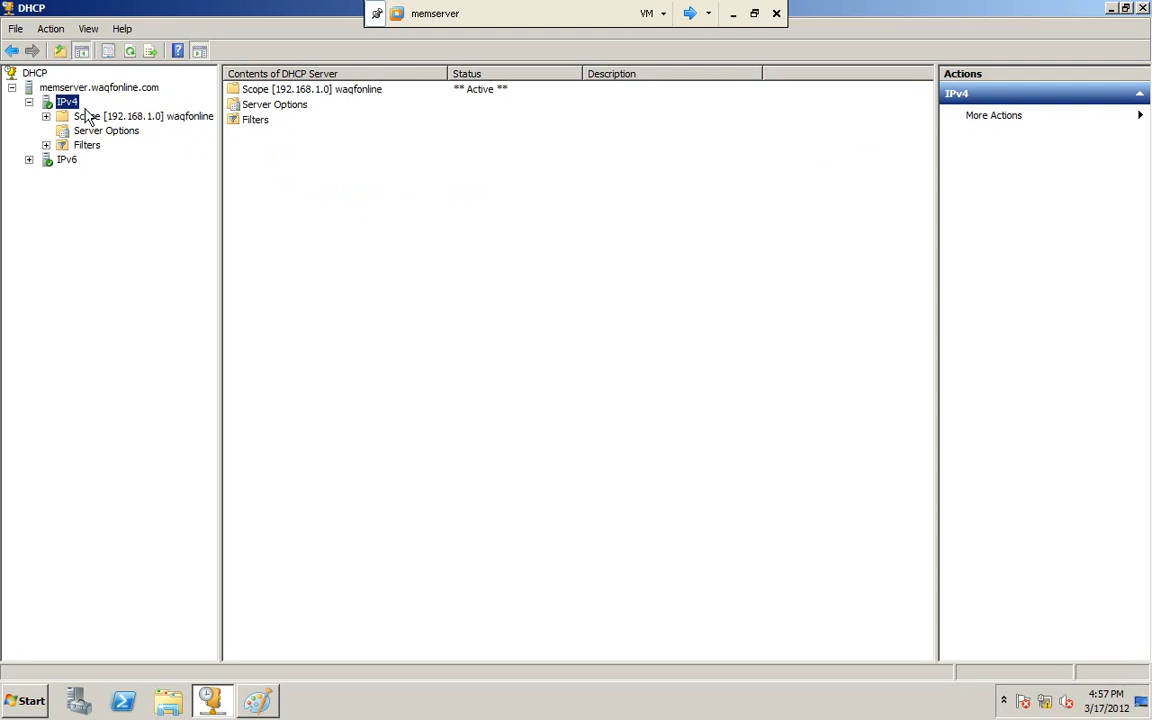 DHCP
memserver
VM
File Action View Help
DHCP
memserver.waqfonline.com
IPv4
[192.168.1.0] waqfonline
Server Options
Filters
IPv6
Contents of DHCP Server Status Description
Scope [192.168.1.0] waqfonline ** Active **
Server Options
Filters
Actions
IPv4
More Actions
Start
4:57 PM
3/17/2012